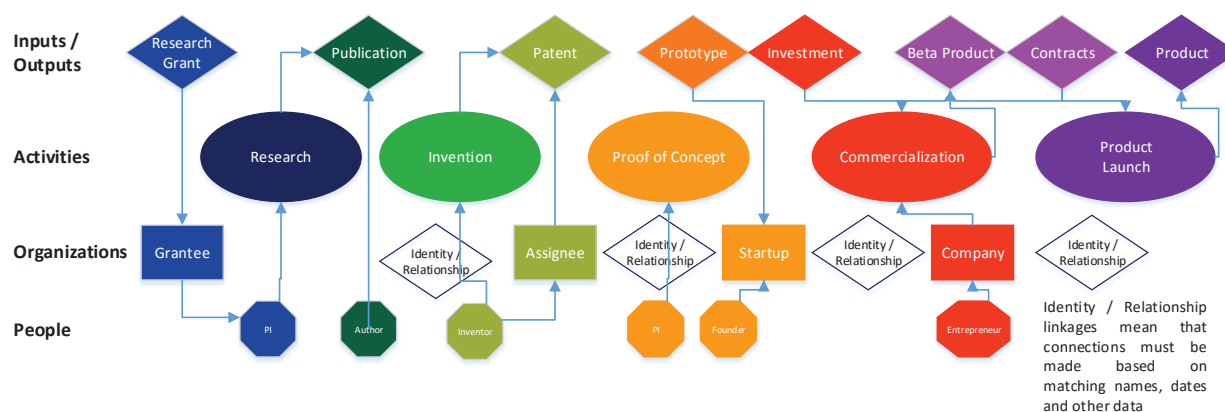 Inputs /
Outputs
Research
Grant
Publication
Patent
Prototype
Investment
Beta Product
Contracts
Product
Activities
Research
Invention
Proof of Concept
Commercialization
Product
Launch
Organizations
Grantee
Identity /
Relationship
Assignee
Identity /
Relationship
Startup
Identity /
Relationship
Company
Identity /
Relationship
People
PI
Author
Inventor
PI
Founder
Entrepreneur
Identity / Relationship
linkages mean that
connections must be
made based on
matching names, dates
and other data